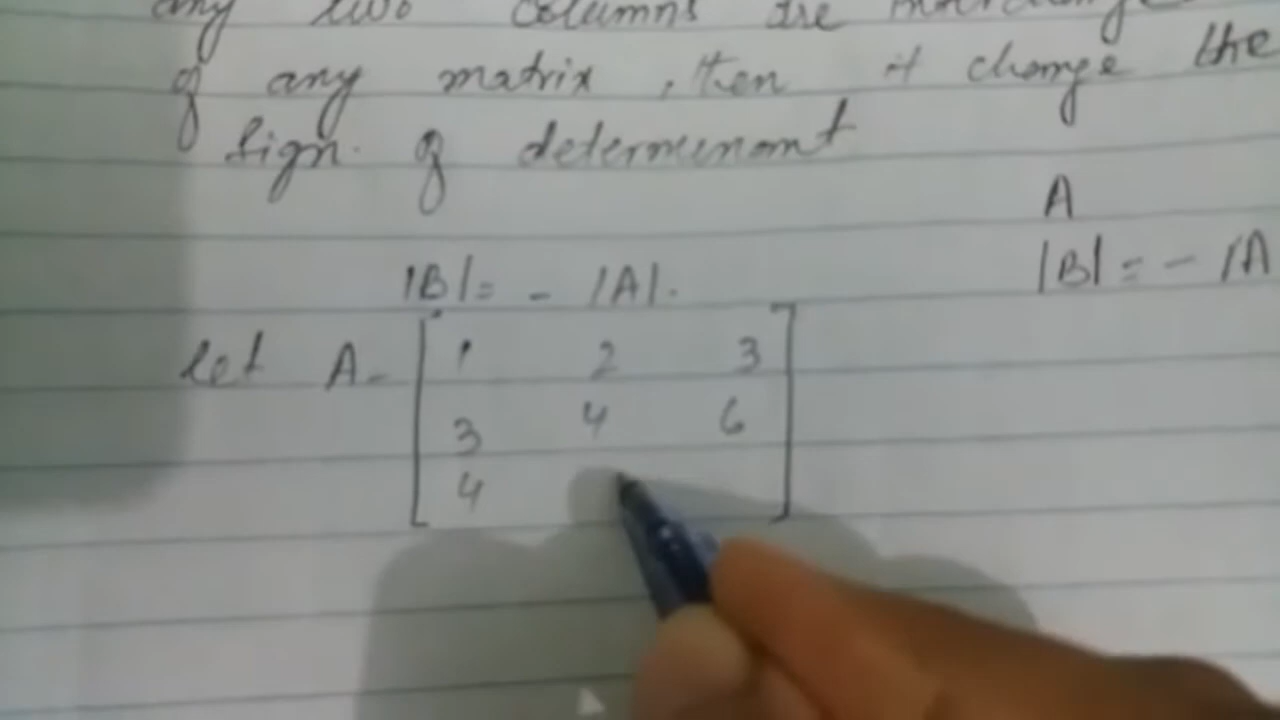 any two columns are interchange
of any matrix, then it change the
Sign. of determinant
A
|B| = - |A
|B| = - |A|.
let A- [1 2 3
3 4 6
4]